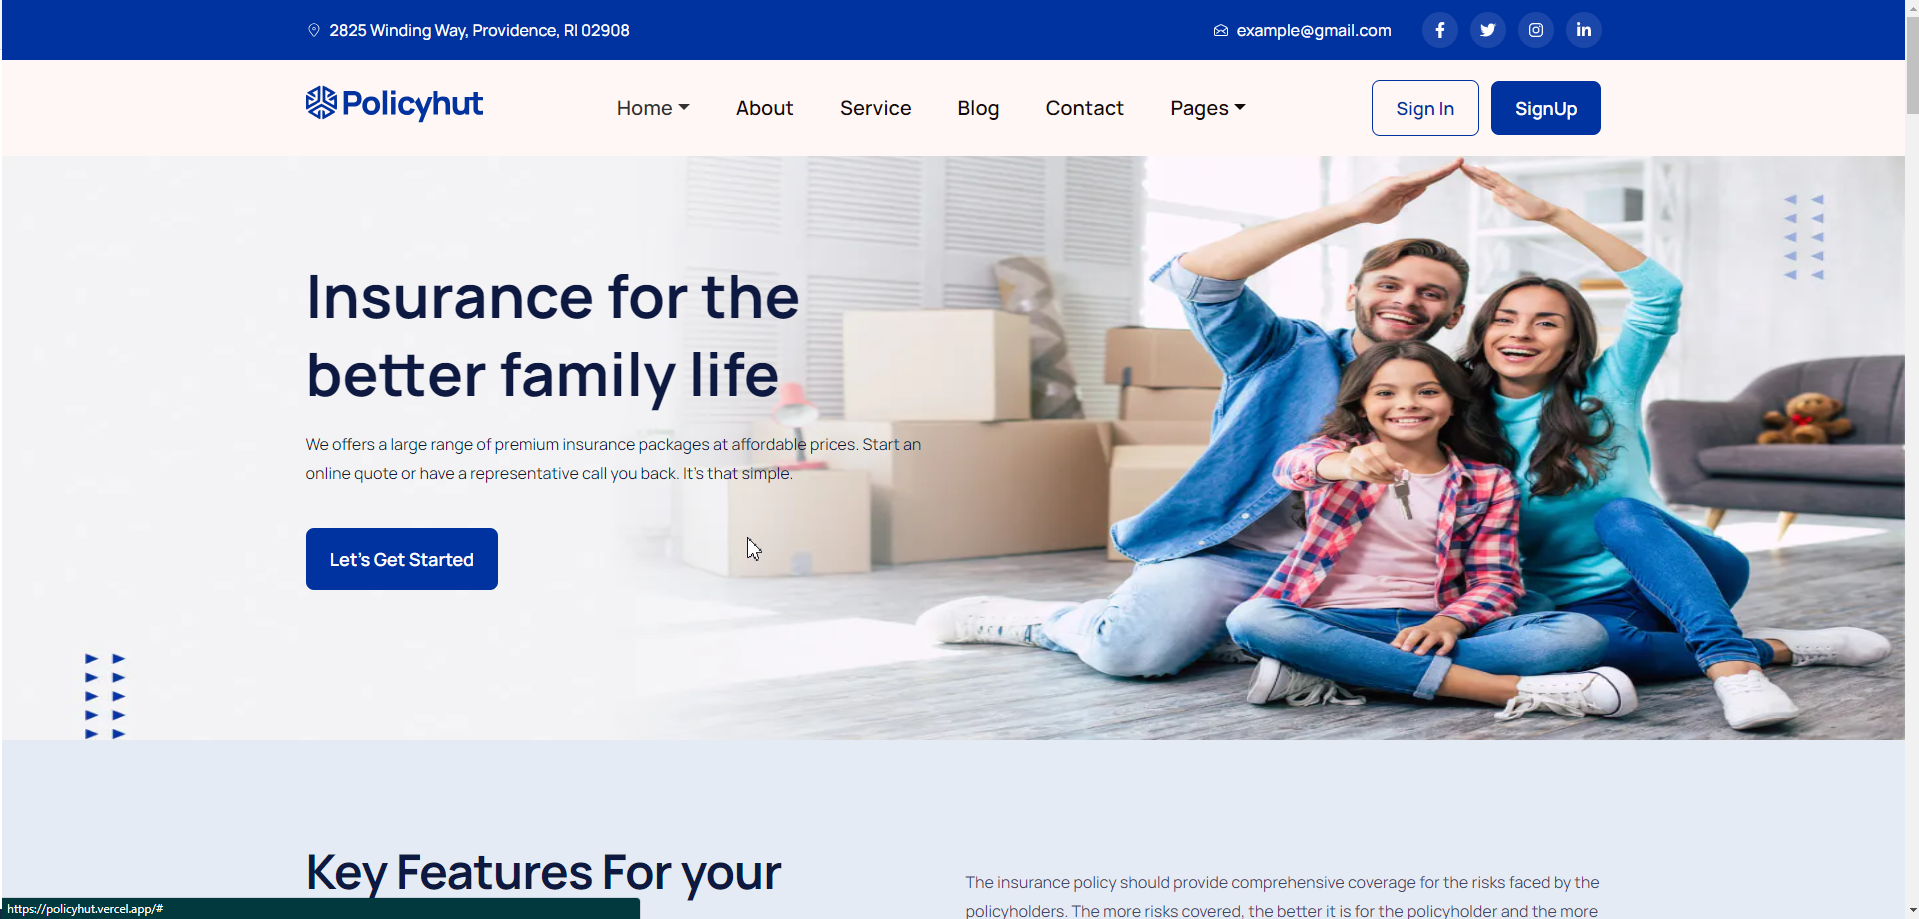 2825 Winding Way, Providence, RI 02908
example@gmail.com
Policyhut
Home
About
Service
Blog
Contact
Pages
Sign In
SignUp
Insurance for the
better family life
We offers a large range of premium insurance packages at affordable prices. Start an
online quote or have a representative call you back. It's that simple.
Let's Get Started
Key Features For your
The insurance policy should provide comprehensive coverage for the risks faced by the
policyholders. The more risks covered, the better it is for the policyholder and the more
https://policyhut.vercel.app/#